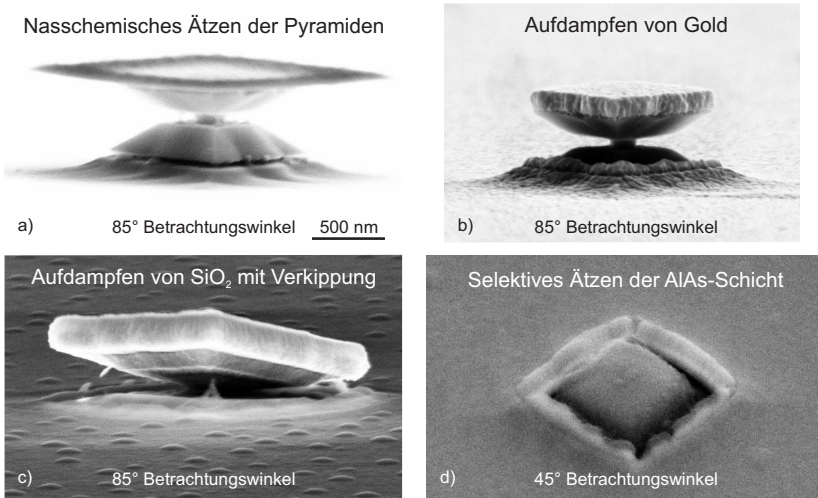 Nasschemisches Ätzen der Pyramiden
a)
85° Betrachtungswinkel
500 nm
Aufdampfen von Gold
b)
85° Betrachtungswinkel
Aufdampfen von SiO₂ mit Verkippung
c)
85° Betrachtungswinkel
Selektives Ätzen der AlAs-Schicht
d)
45° Betrachtungswinkel